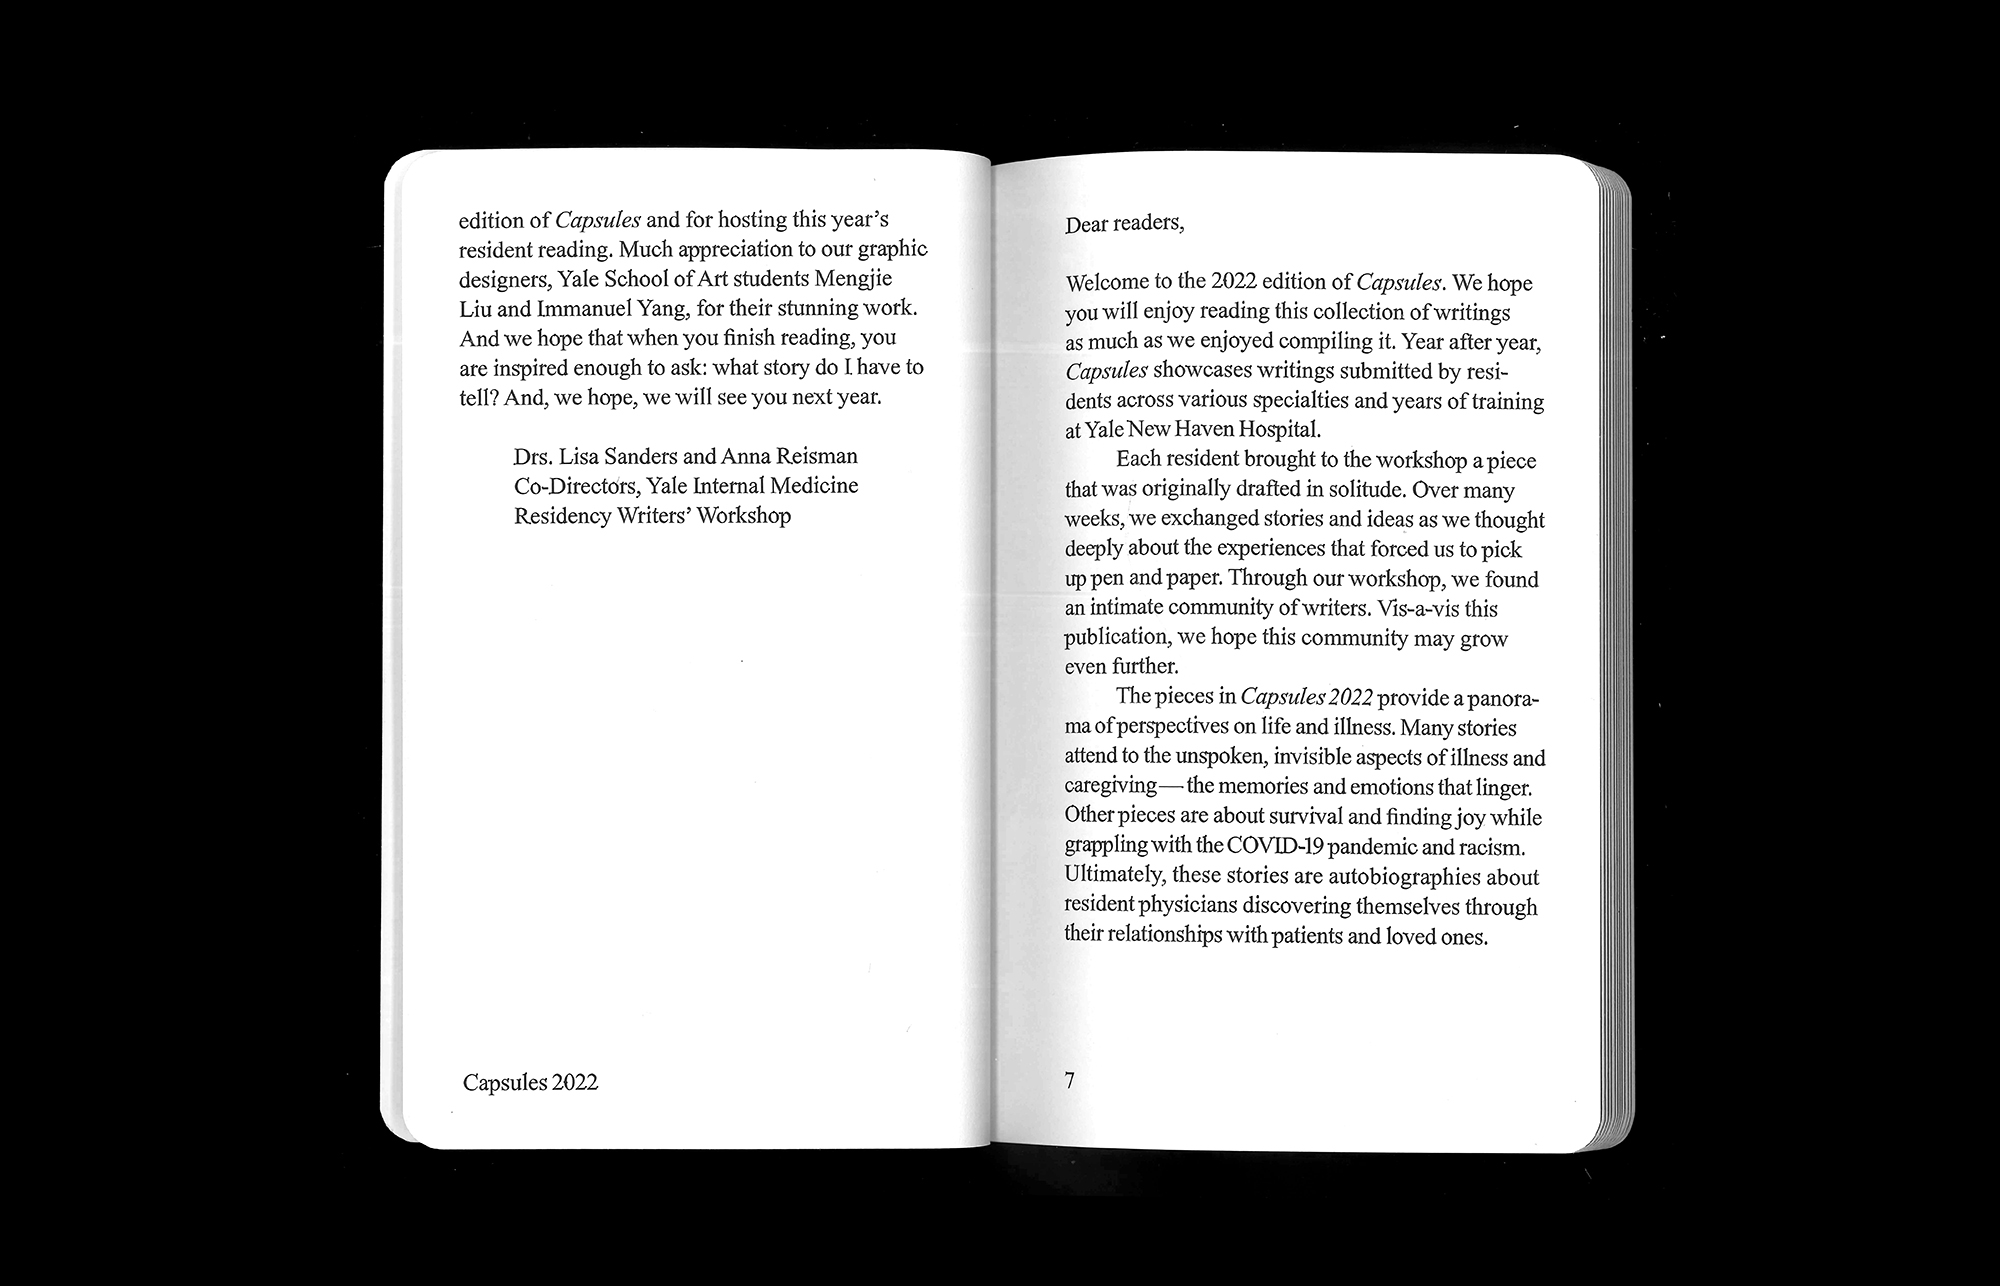 edition of Capsules and for hosting this year’s
resident reading. Much appreciation to our graphic
designers, Yale School of Art students Mengjie
Liu and Immanuel Yang, for their stunning work.
And we hope that when you finish reading, you
are inspired enough to ask: what story do I have to
tell? And, we hope, we will see you next year.
Drs. Lisa Sanders and Anna Reisman
Co-Directors, Yale Internal Medicine
Residency Writers’ Workshop
Capsules 2022
Dear readers,
Welcome to the 2022 edition of Capsules. We hope
you will enjoy reading this collection of writings
as much as we enjoyed compiling it. Year after year,
Capsules showcases writings submitted by resi-
dents across various specialties and years of training
at Yale New Haven Hospital.
Each resident brought to the workshop a piece
that was originally drafted in solitude. Over many
weeks, we exchanged stories and ideas as we thought
deeply about the experiences that forced us to pick
up pen and paper. Through our workshop, we found
an intimate community of writers. Vis-a-vis this
publication, we hope this community may grow
even further.
The pieces in Capsules 2022 provide a panora-
ma of perspectives on life and illness. Many stories
attend to the unspoken, invisible aspects of illness and
caregiving—the memories and emotions that linger.
Other pieces are about survival and finding joy while
grappling with the COVID-19 pandemic and racism.
Ultimately, these stories are autobiographies about
resident physicians discovering themselves through
their relationships with patients and loved ones.
7